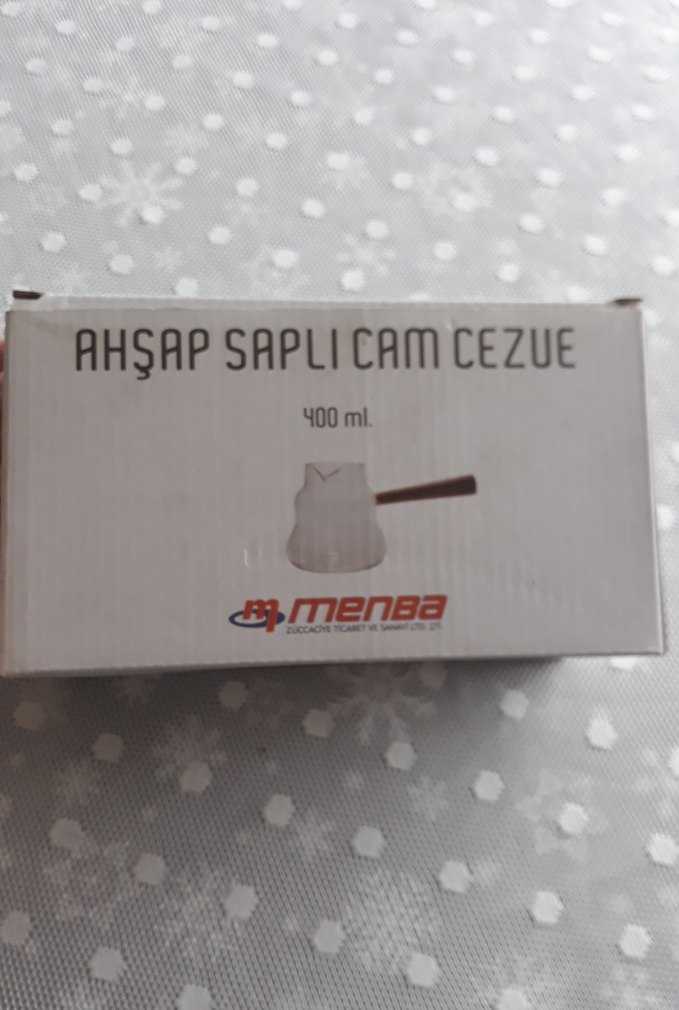 AHŞAP SAPLI CAM CEZVE
400 ml.
m menBa
ZÜCCACİYE TİCARET VE SANAYİ LTD. ŞTİ.